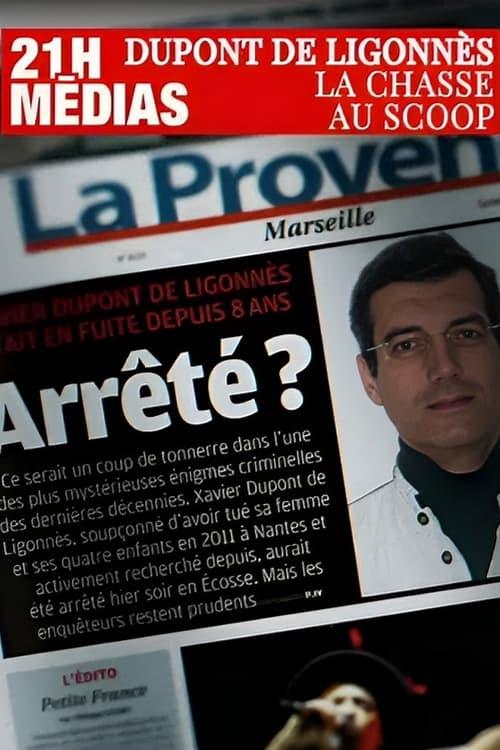 21H
MÉDIAS
DUPONT DE LIGONNÈS
LA CHASSE
AU SCOOP
La Proven
Marseille
VIER DUPONT DE LIGONNÈS
AIT EN FUITE DEPUIS 8 ANS
Arrêté ?
Ce serait un coup de tonnerre dans l'une
des plus mystérieuses énigmes criminelles
des dernières décennies. Xavier Dupont de
Ligonnès, soupçonné d'avoir tué sa femme
et ses quatre enfants en 2011 à Nantes et
activement recherché depuis, aurait
été arrêté hier soir en Écosse. Mais les
enquêteurs restent prudents
L'ÉDITO
Petite France